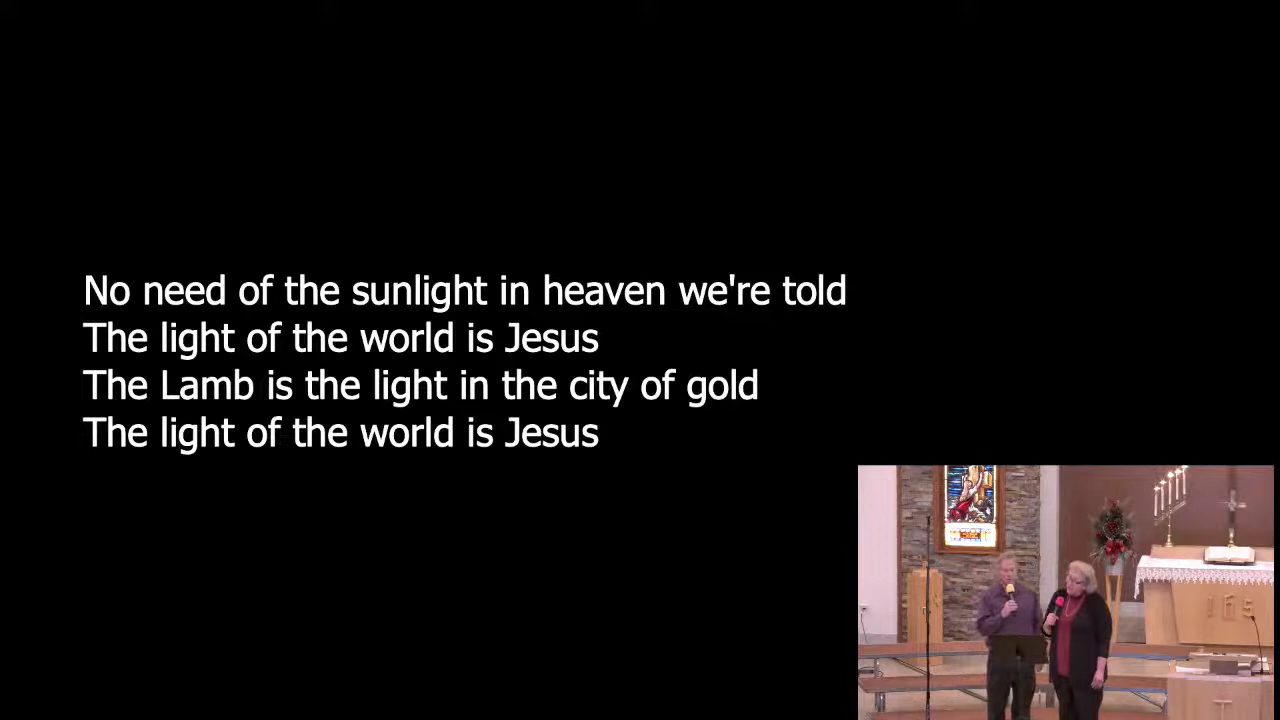 No need of the sunlight in heaven we're told
The light of the world is Jesus
The Lamb is the light in the city of gold
The light of the world is Jesus
IHS